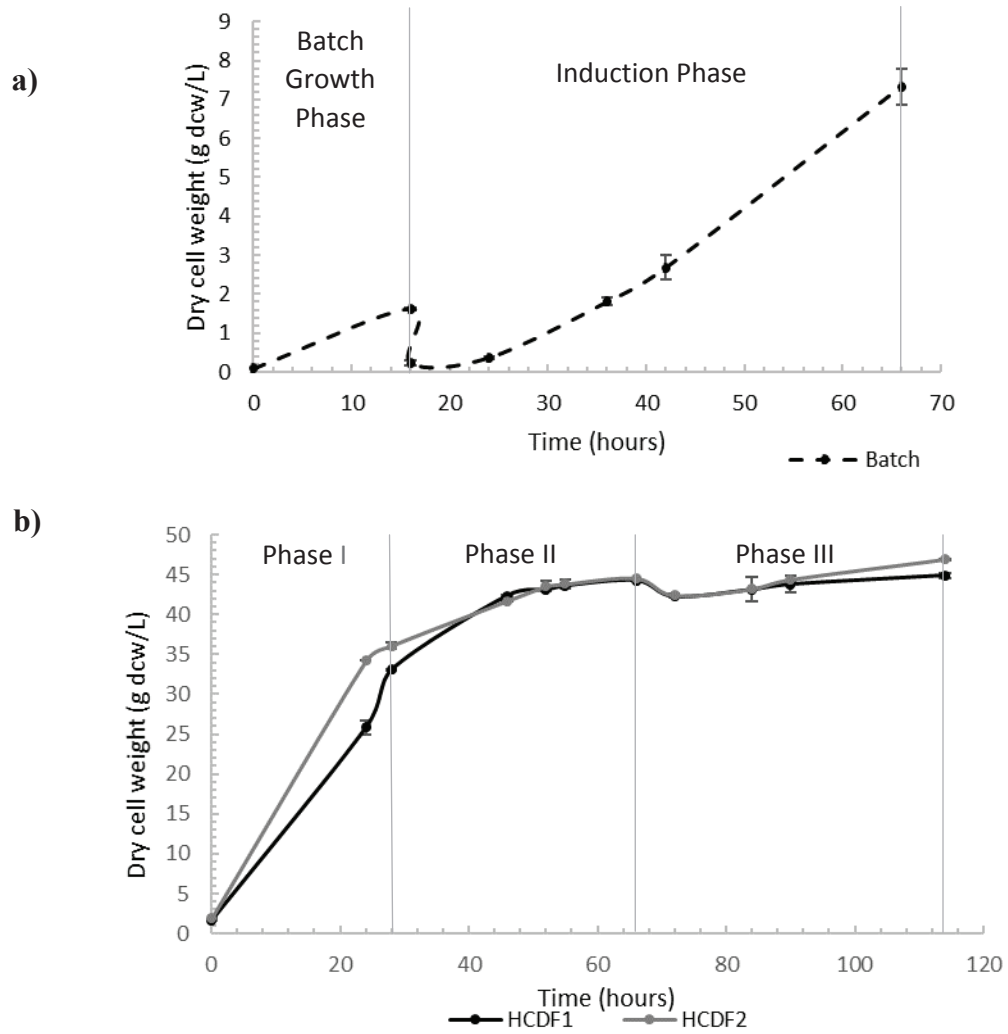 a)
Dry cell weight (g dcw/L)
9
8
7
6
5
4
3
2
1
0
Batch
Growth
Phase
Induction Phase
0 10 20 30 40 50 60 70
Time (hours)
Batch
b)
Dry cell weight (g dcw/L)
50
45
40
35
30
25
20
15
10
5
0
Phase I Phase II Phase III
0 20 40 60 80 100 120
Time (hours)
HCDF1 HCDF2